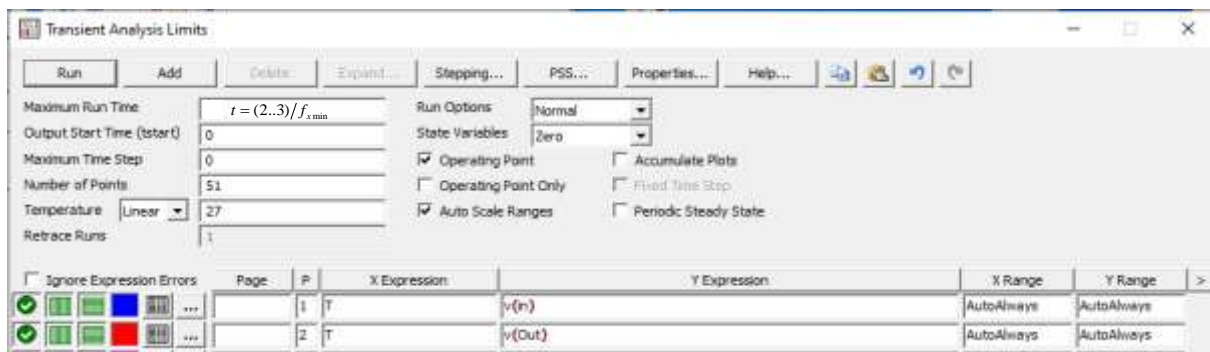 Transient Analysis Limits
Run Add Delete Expand... Stepping... PSS... Properties... Help...
Maximum Run Time t = (2..3)/f x min Run Options Normal
Output Start Time (tstart) 0 State Variables Zero
Maximum Time Step 0 Operating Point Accumulate Plots
Number of Points 51 Operating Point Only Fixed Time Step
Temperature Linear 27 Auto Scale Ranges Periodic Steady State
Retrace Runs 1
Ignore Expression Errors Page P X Expression Y Expression X Range Y Range >
... 1 T v(In) AutoAlways AutoAlways
... 2 T v(Out) AutoAlways AutoAlways